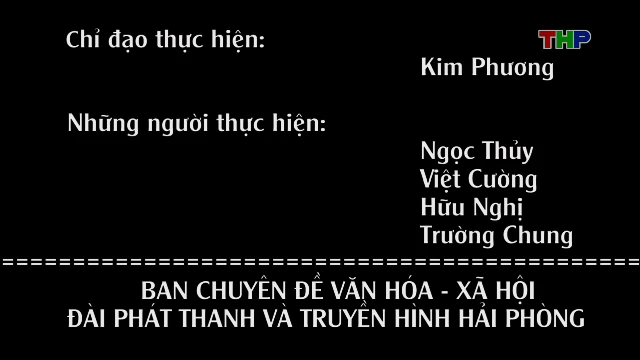 Chỉ đạo thực hiện:
THP
Kim Phương
Những người thực hiện:
Ngọc Thủy
Việt Cường
Hữu Nghị
Trường Chung
==================================================
BAN CHUYÊN ĐỀ VĂN HÓA - XÃ HỘI
ĐÀI PHÁT THANH VÀ TRUYỀN HÌNH HẢI PHÒNG